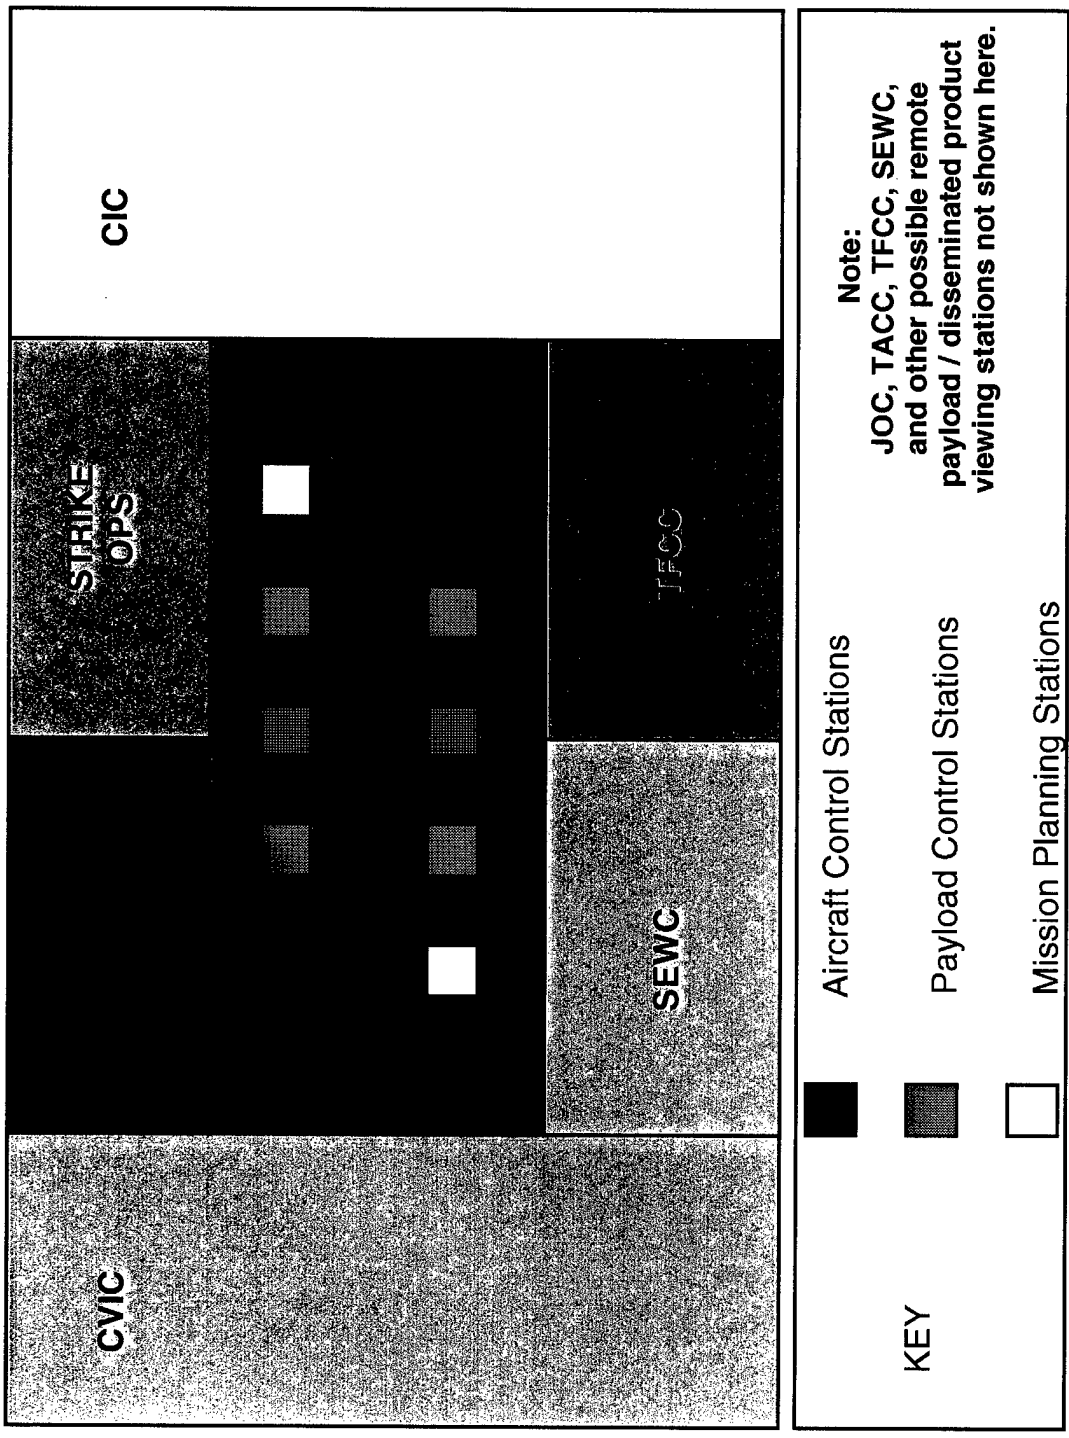 CVIC
STRIKE
OPS
CIC
SEWC
TFCC
KEY
Aircraft Control Stations
Payload Control Stations
Mission Planning Stations
Note:
JOC, TACC, TFCC, SEWC,
and other possible remote
payload / disseminated product
viewing stations not shown here.